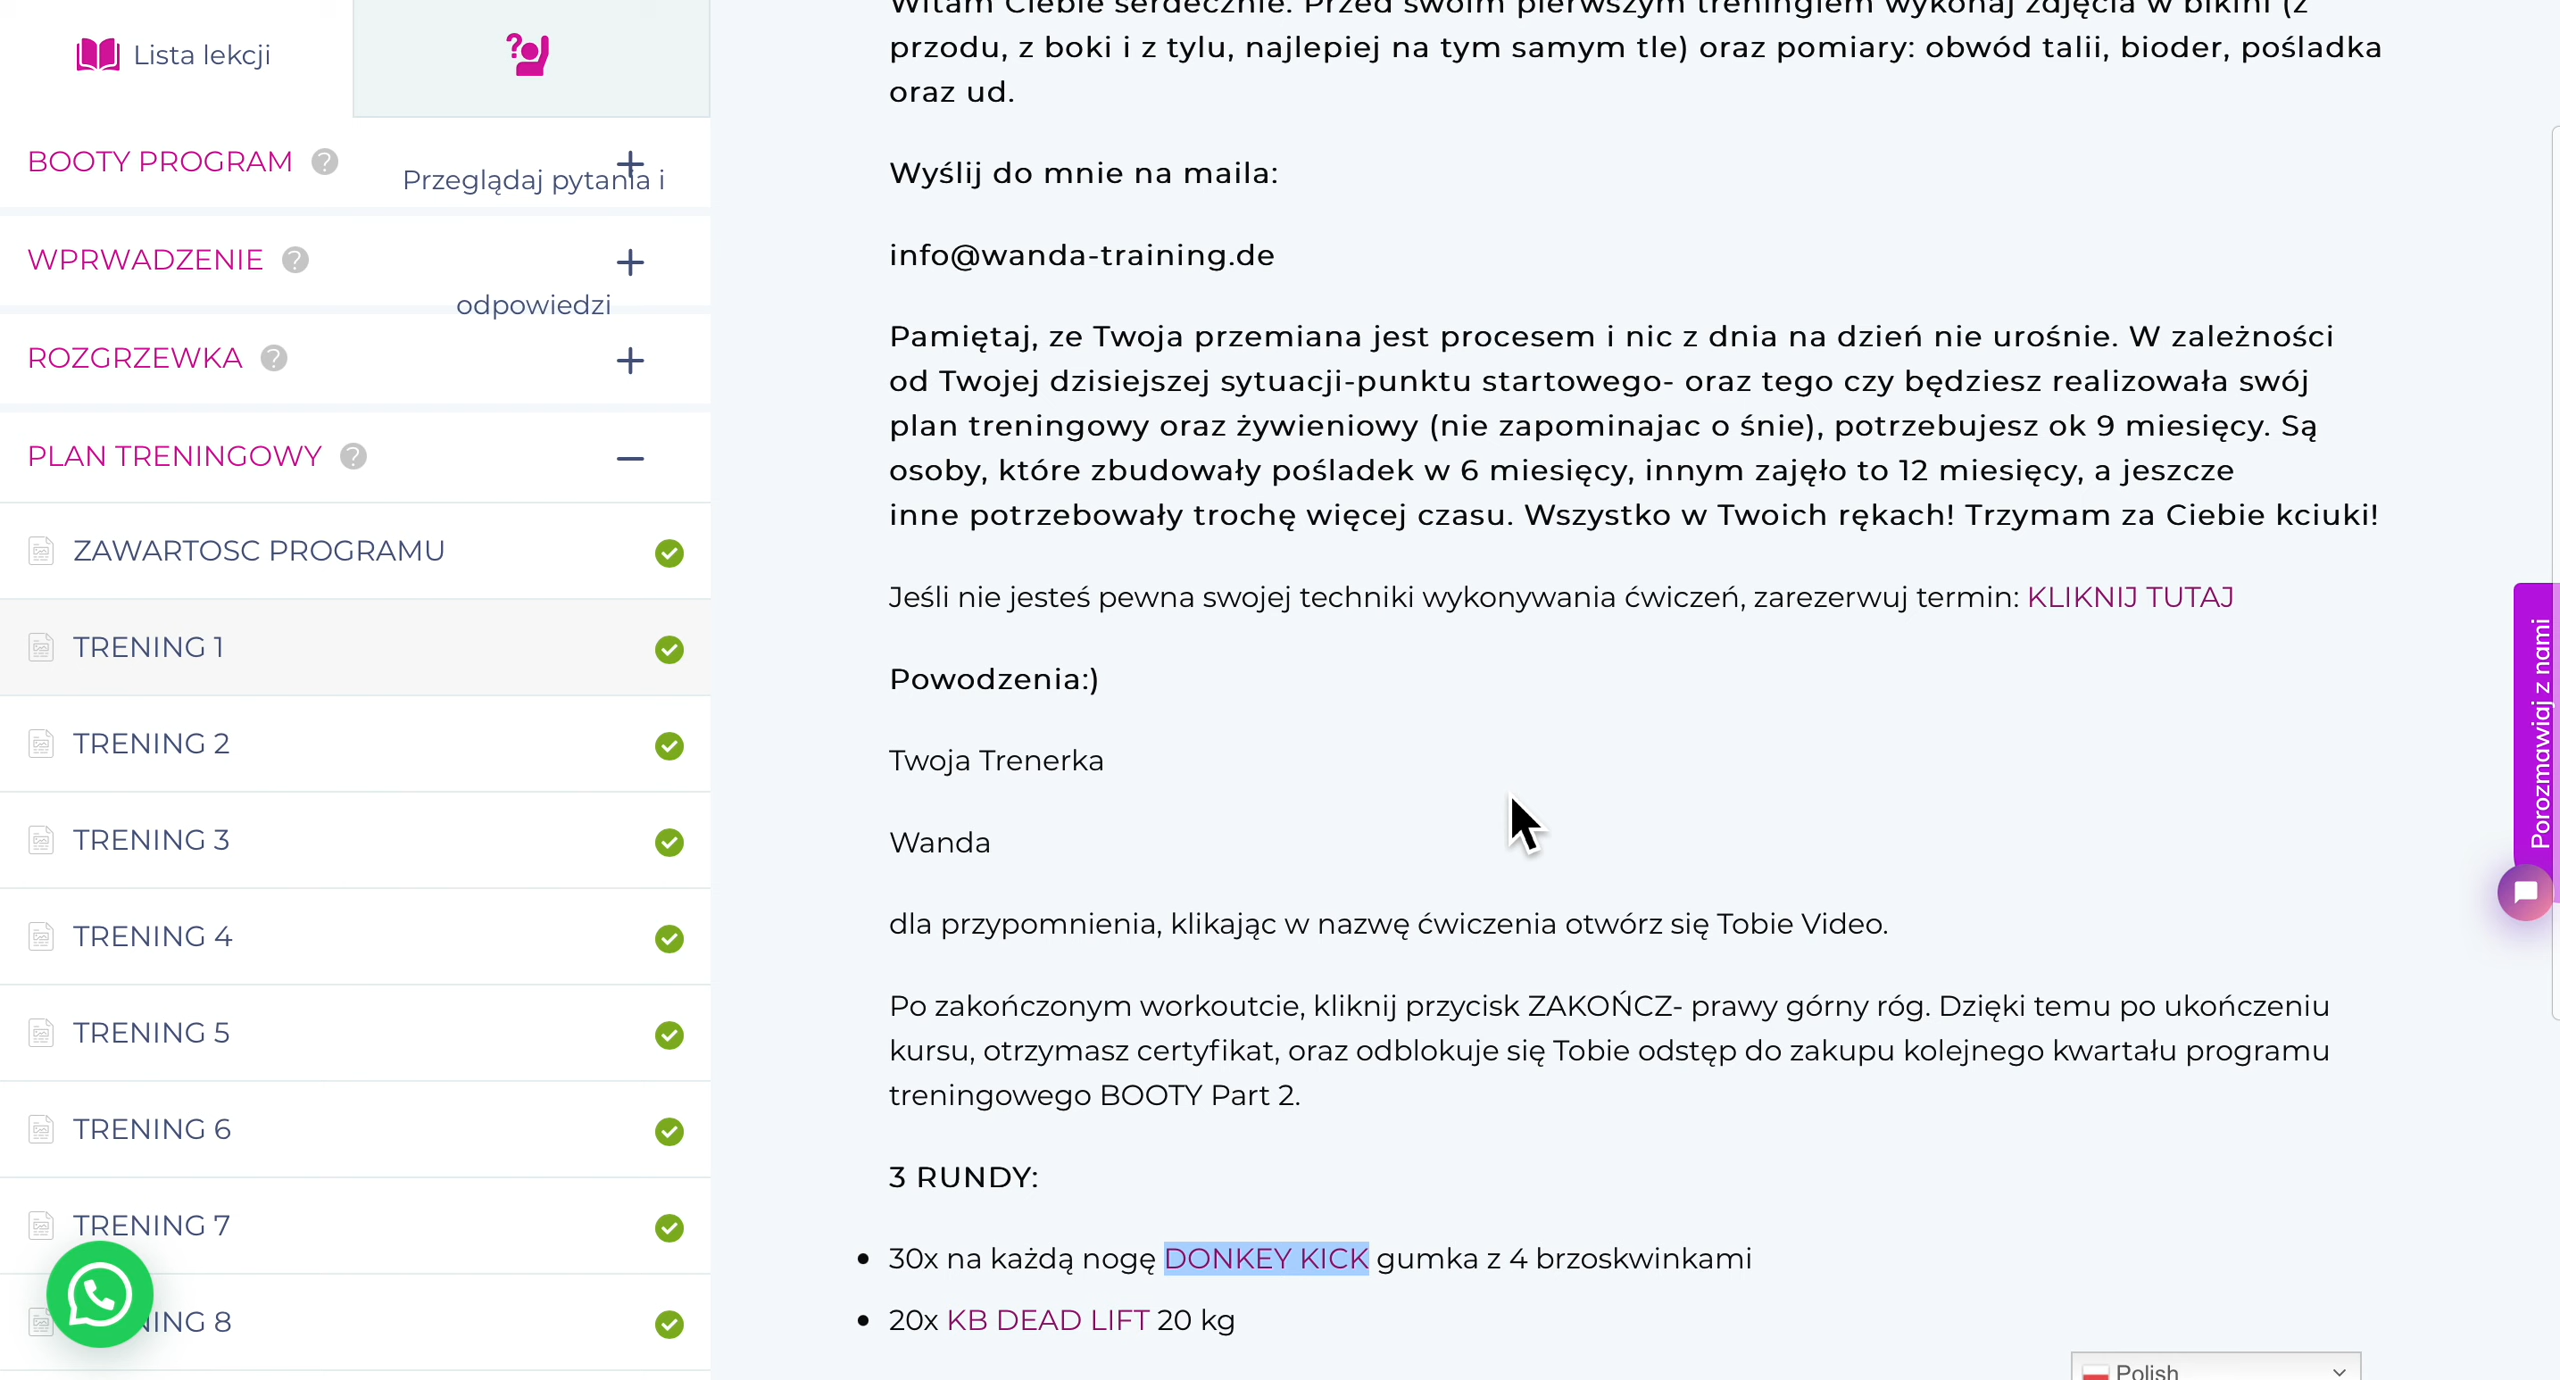 Lista lekcji
BOOTY PROGRAM
Przeglądaj pytania i
WPRWADZENIE
odpowiedzi
ROZGRZEWKA
PLAN TRENINGOWY
ZAWARTOSC PROGRAMU
TRENING 1
TRENING 2
TRENING 3
TRENING 4
TRENING 5
TRENING 6
TRENING 7
NING 8
Witam Ciebie serdecznie. Przed swoim pierwszym treningiem wykonaj zdjęcia w bikini (z
przodu, z boki i z tylu, najlepiej na tym samym tle) oraz pomiary: obwód talii, bioder, pośladka
oraz ud.
Wyślij do mnie na maila:
info@wanda-training.de
Pamiętaj, ze Twoja przemiana jest procesem i nic z dnia na dzień nie urośnie. W zależności
od Twojej dzisiejszej sytuacji-punktu startowego- oraz tego czy będziesz realizowała swój
plan treningowy oraz żywieniowy (nie zapominajac o śnie), potrzebujesz ok 9 miesięcy. Są
osoby, które zbudowały pośladek w 6 miesięcy, innym zajęło to 12 miesięcy, a jeszcze
inne potrzebowały trochę więcej czasu. Wszystko w Twoich rękach! Trzymam za Ciebie kciuki!
Jeśli nie jesteś pewna swojej techniki wykonywania ćwiczeń, zarezerwuj termin: KLIKNIJ TUTAJ
Powodzenia:)
Twoja Trenerka
Wanda
dla przypomnienia, klikając w nazwę ćwiczenia otwórz się Tobie Video.
Po zakończonym workoutcie, kliknij przycisk ZAKOŃCZ- prawy górny róg. Dzięki temu po ukończeniu
kursu, otrzymasz certyfikat, oraz odblokuje się Tobie odstęp do zakupu kolejnego kwartału programu
treningowego BOOTY Part 2.
3 RUNDY:
• 30x na każdą nogę DONKEY KICK gumka z 4 brzoskwinkami
• 20x KB DEAD LIFT 20 kg
Porozmawiaj z nami
Polish